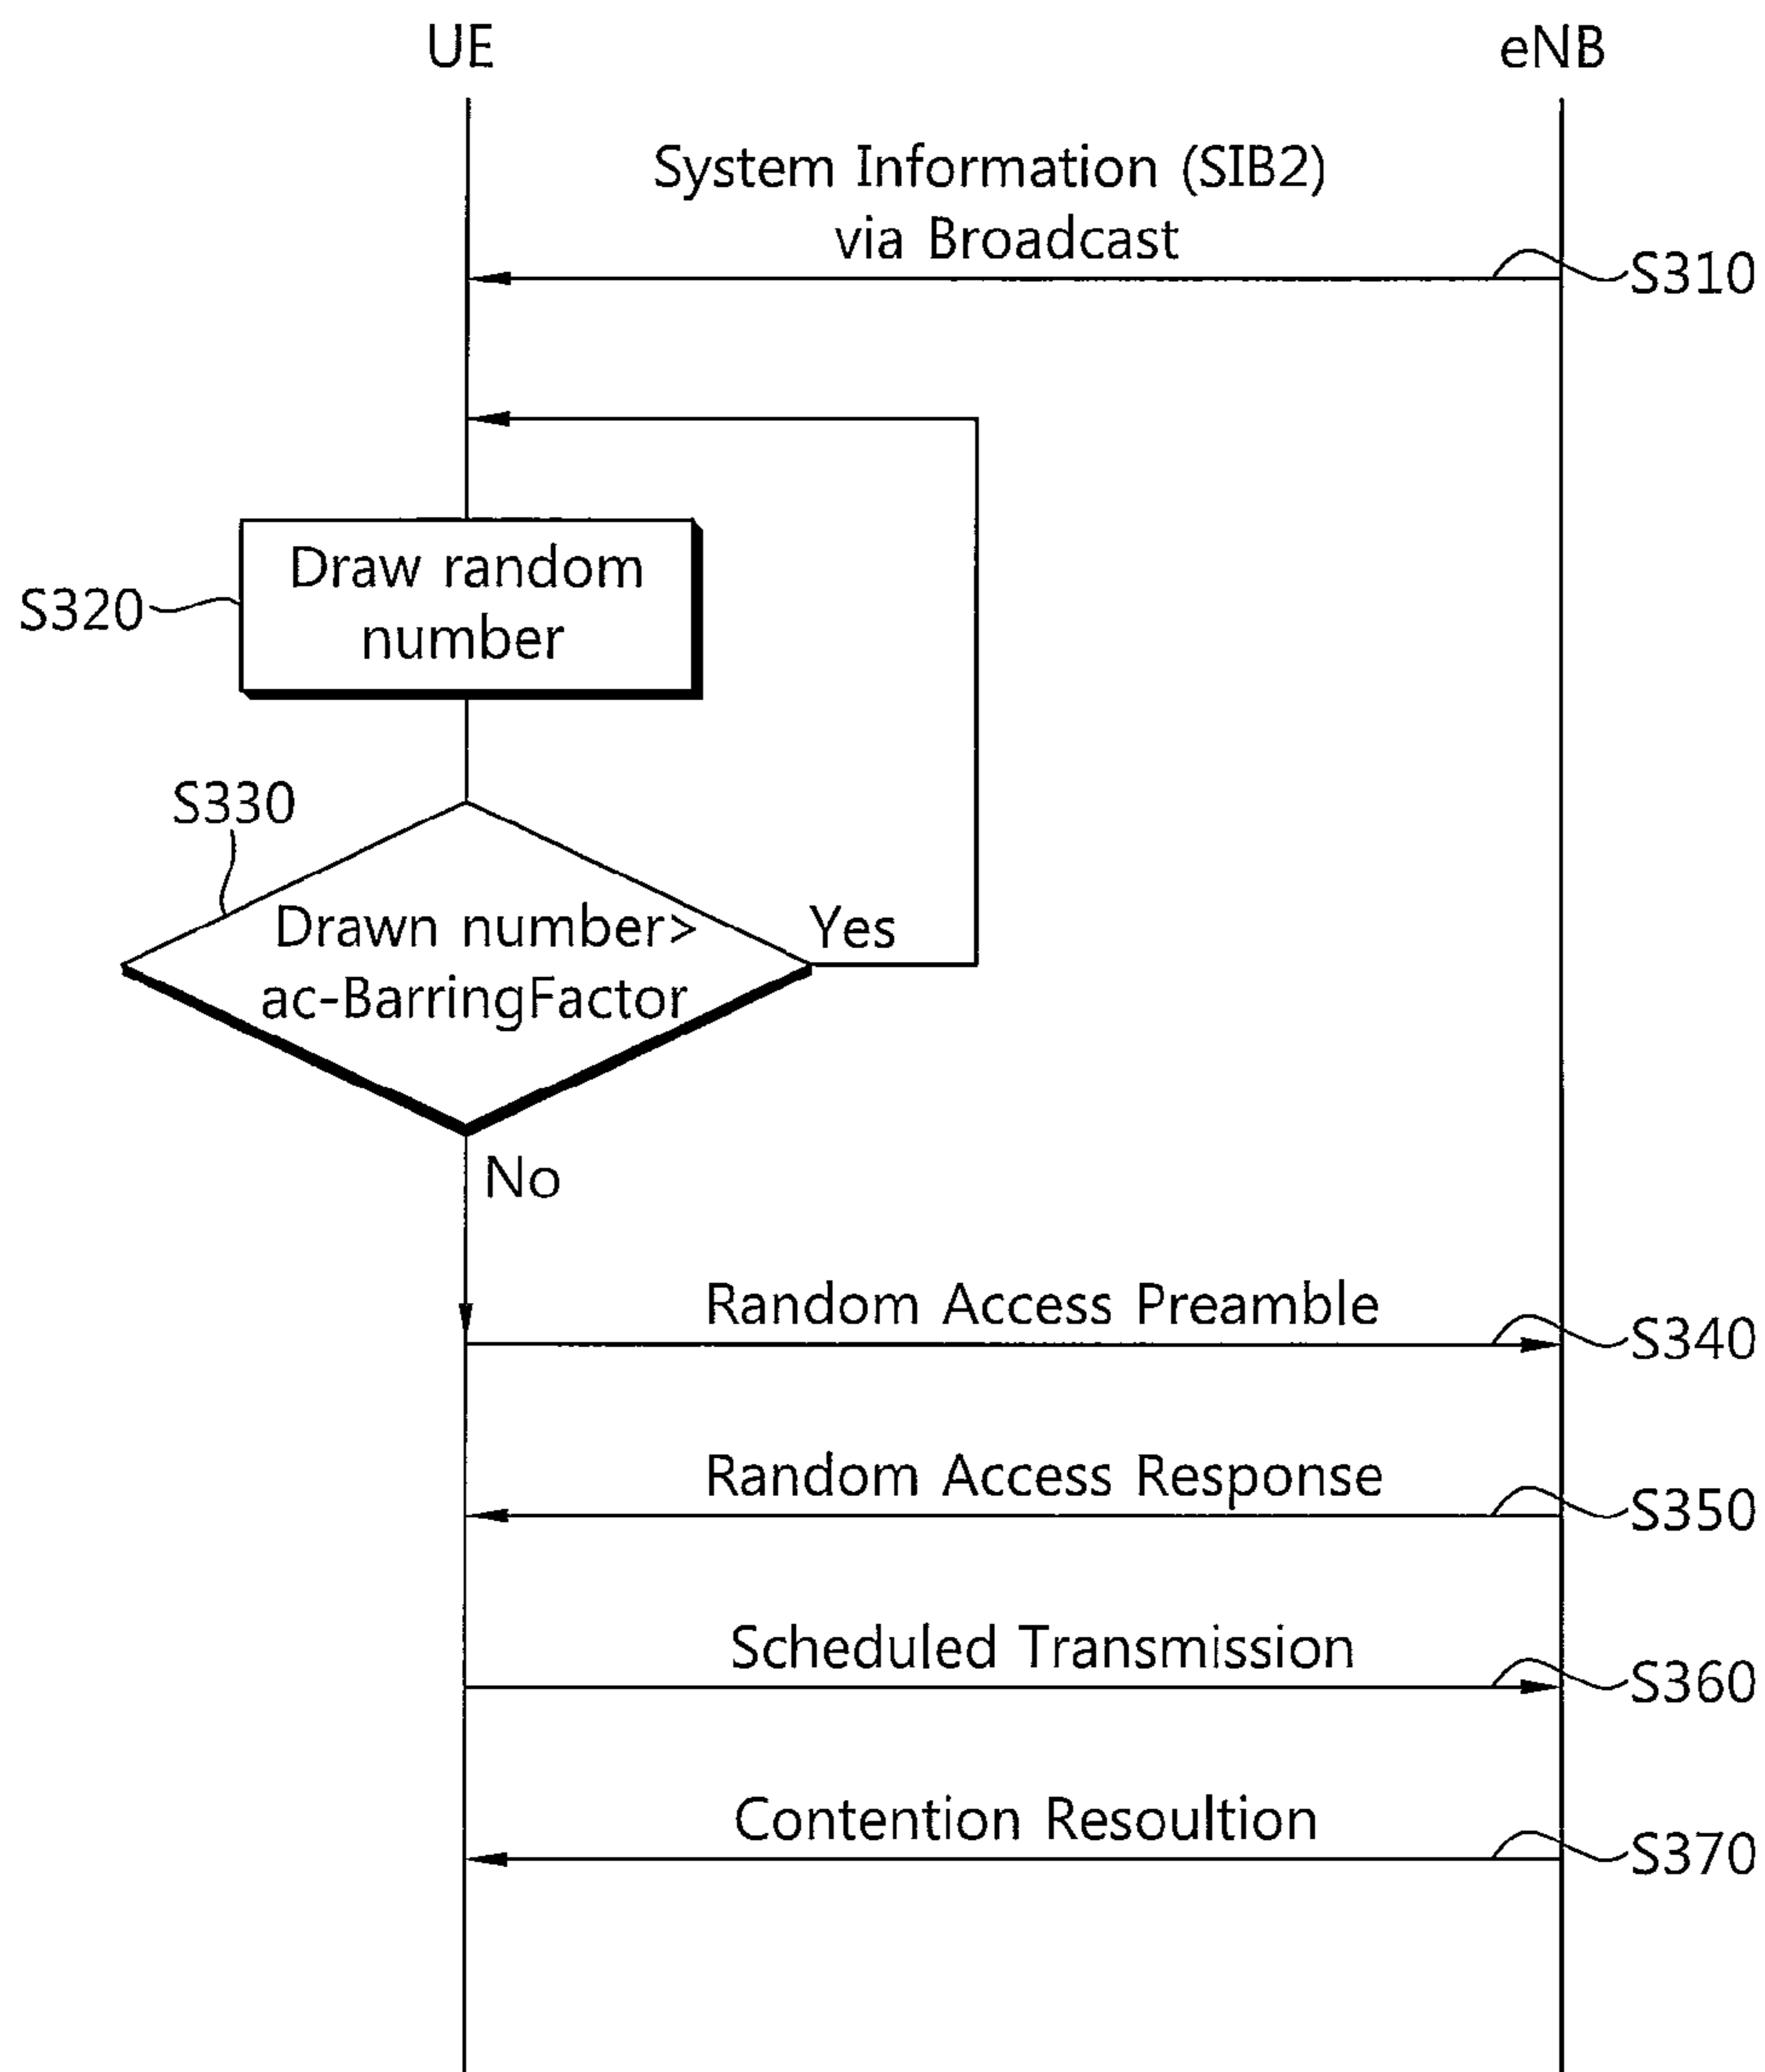 UE
eNB
System Information (SIB2)
via Broadcast
S310
Draw random
number
S320
S330
Drawn number>
ac-BarringFactor
Yes
No
Random Access Preamble
S340
Random Access Response
S350
Scheduled Transmission
S360
Contention Resoultion
S370